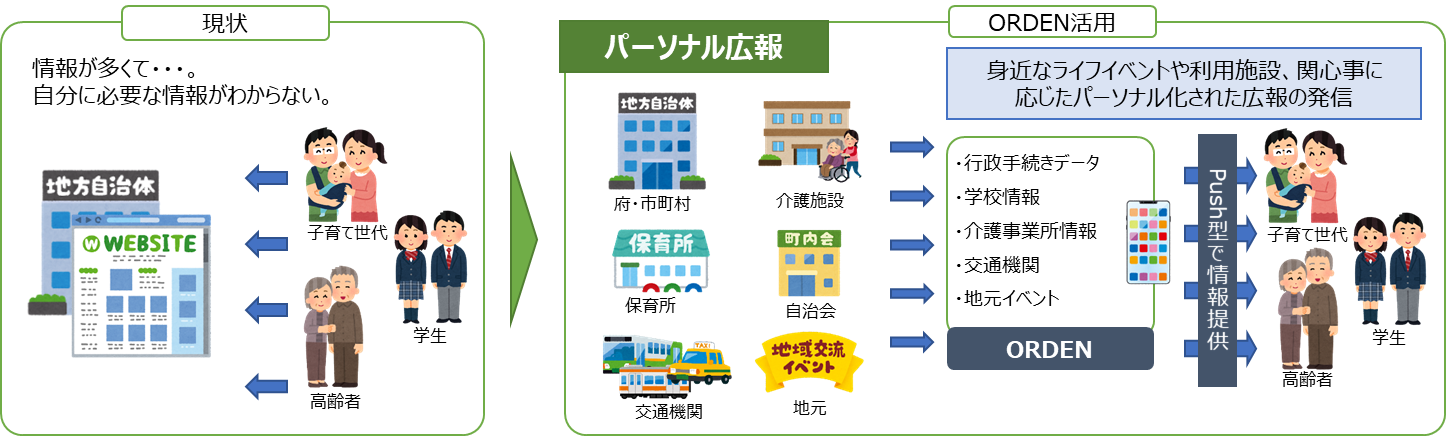 現状
情報が多くて・・・。
自分に必要な情報がわからない。
地方自治体
W WEBSITE
子育て世代
学生
高齢者
パーソナル広報
ORDEN活用
身近なライフイベントや利用施設、関心事に
応じたパーソナル化された広報の発信
地方自治体
府・市町村
介護施設
保育所
保育所
町内会
自治会
TAXI
交通機関
地域交流
イベント
地元
・行政手続きデータ
・学校情報
・介護事業所情報
・交通機関
・地元イベント
ORDEN
Push型で情報提供
子育て世代
学生
高齢者